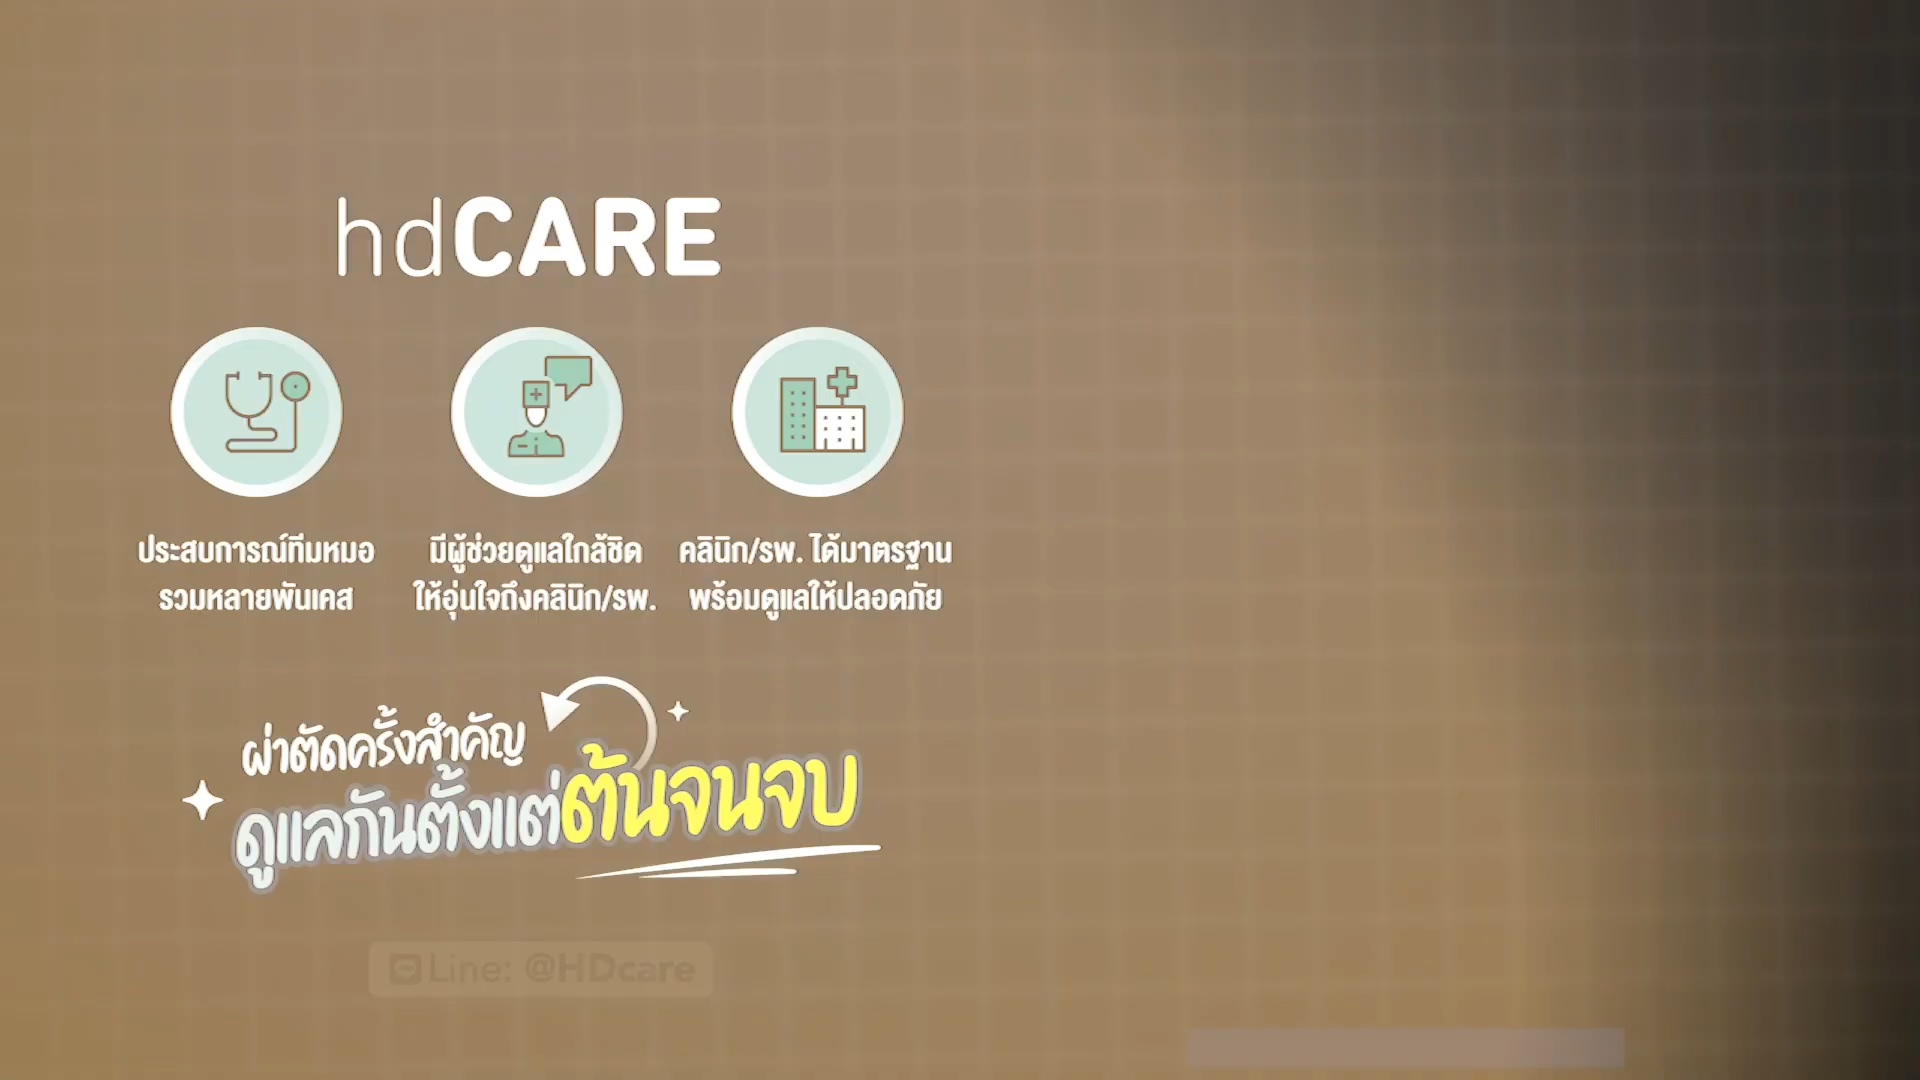 hdCARE
ประสบการณ์ทีมหมอ
รวมหลายพันเคส
มีผู้ช่วยดูแลใกล้ชิด
ให้อุ่นใจถึงคลินิก/รพ.
คลินิก/รพ. ได้มาตรฐาน
พร้อมดูแลให้ปลอดภัย
ผ่าตัดครั้งสำคัญ
ดูแลกันตั้งแต่ต้นจนจบ
Line: @HDcare